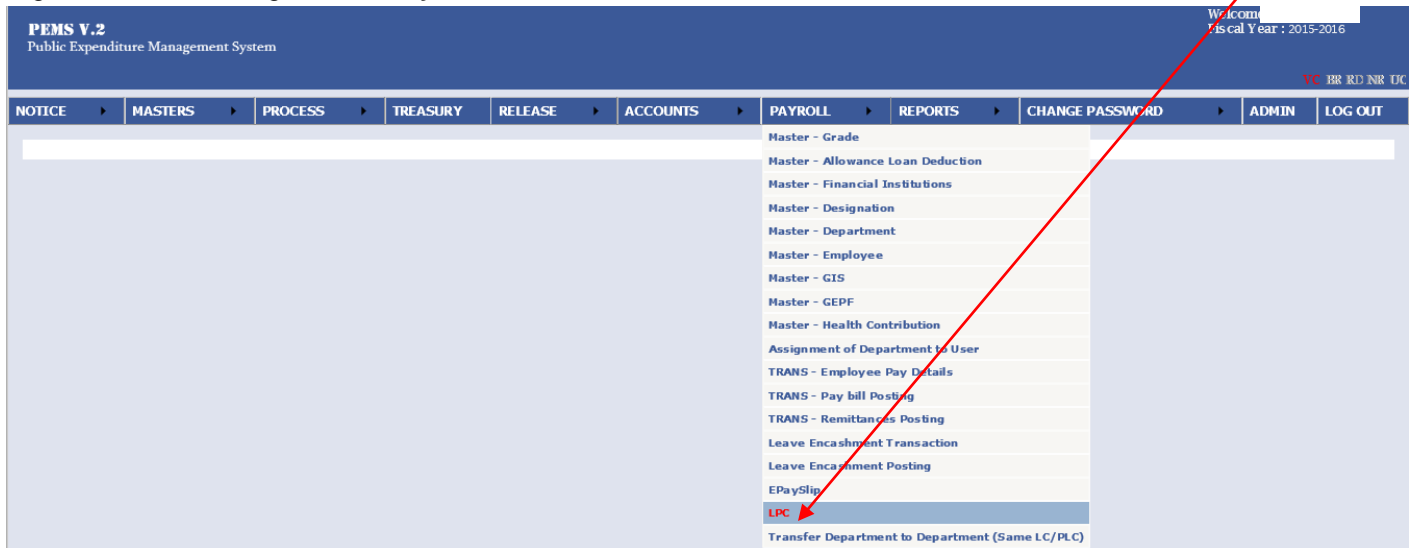 PEMS V.2
Public Expenditure Management System
Welcome
Fiscal Year : 2015-2016
VC BR RD NR UC
NOTICE MASTERS PROCESS TREASURY RELEASE ACCOUNTS PAYROLL REPORTS CHANGE PASSWORD ADMIN LOG OUT
Master - Grade
Master - Allowance Loan Deduction
Master - Financial Institutions
Master - Designation
Master - Department
Master - Employee
Master - GIS
Master - GEPF
Master - Health Contribution
Assignment of Department to User
TRANS - Employee Pay Details
TRANS - Pay bill Posting
TRANS - Remittances Posting
Leave Encashment Transaction
Leave Encashment Posting
EPaySlip
LPC
Transfer Department to Department (Same LC/PLC)